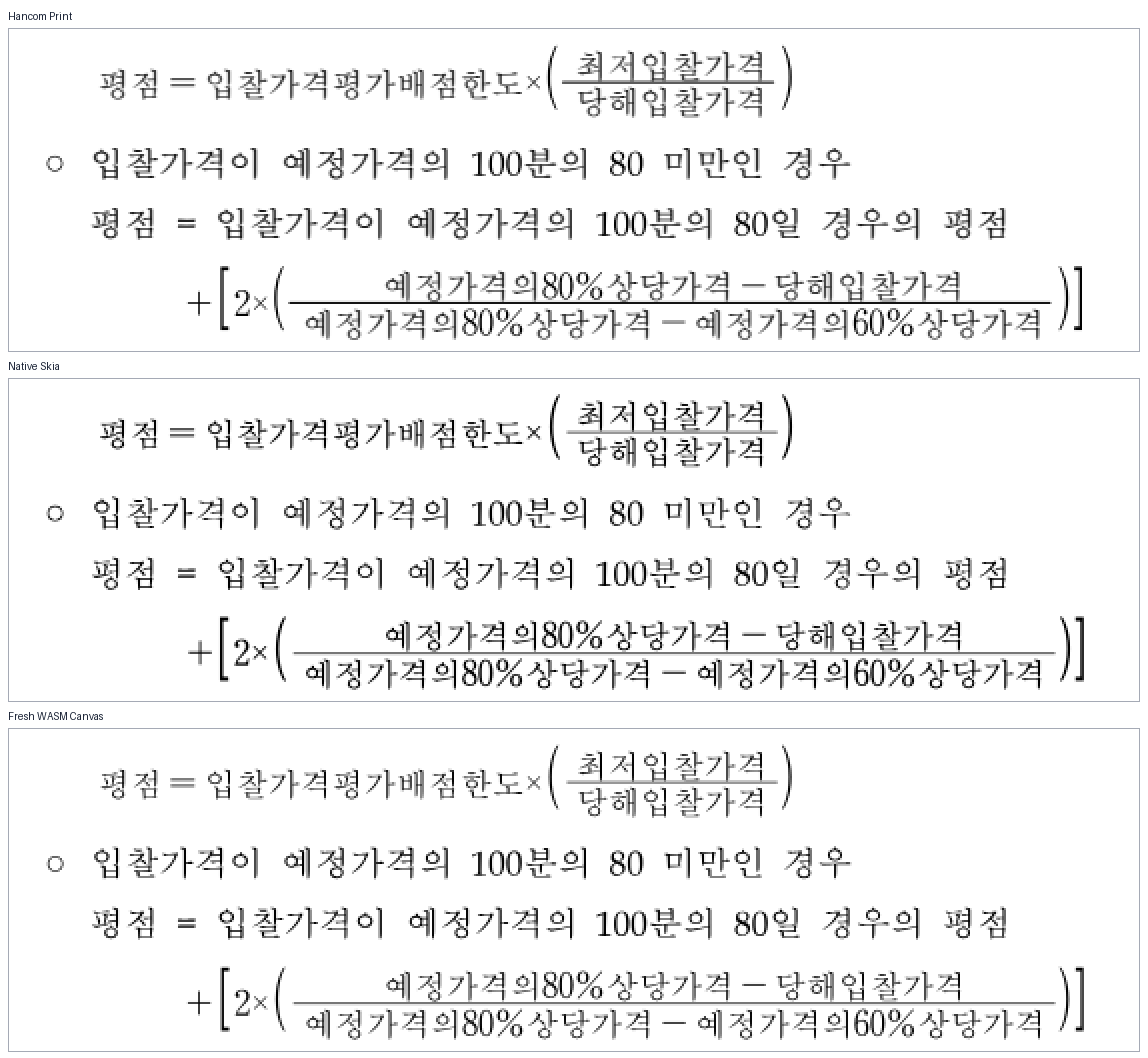 Hancom Print
평점 = 입찰가격평가배점한도×(최저입찰가격/당해입찰가격)
○ 입찰가격이 예정가격의 100분의 80 미만인 경우
평점 = 입찰가격이 예정가격의 100분의 80일 경우의 평점
+[2×(예정가격의80%상당가격 − 당해입찰가격/예정가격의80%상당가격 − 예정가격의60%상당가격)]
Native Skia
평점 = 입찰가격평가배점한도×(최저입찰가격/당해입찰가격)
○ 입찰가격이 예정가격의 100분의 80 미만인 경우
평점 = 입찰가격이 예정가격의 100분의 80일 경우의 평점
+[2×(예정가격의80%상당가격 − 당해입찰가격/예정가격의80%상당가격 − 예정가격의60%상당가격)]
Fresh WASM Canvas
평점 = 입찰가격평가배점한도×(최저입찰가격/당해입찰가격)
○ 입찰가격이 예정가격의 100분의 80 미만인 경우
평점 = 입찰가격이 예정가격의 100분의 80일 경우의 평점
+[2×(예정가격의80%상당가격 − 당해입찰가격/예정가격의80%상당가격 − 예정가격의60%상당가격)]